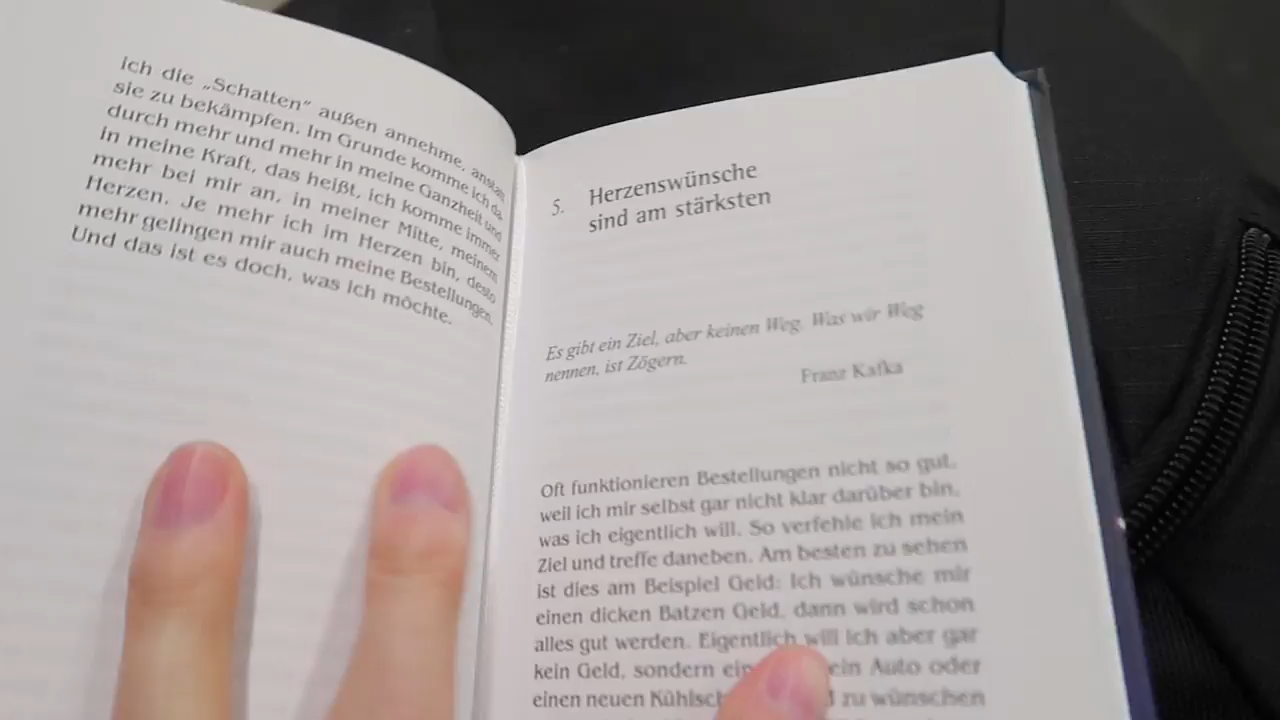 ich die „Schatten“ außen annehme, anstatt
sie zu bekämpfen. Im Grunde komme ich da-
durch mehr und mehr in meine Ganzheit und
in meine Kraft, das heißt, ich komme immer
mehr bei mir an, in meiner Mitte, meinem
Herzen. Je mehr ich im Herzen bin, desto
mehr gelingen mir auch meine Bestellungen.
Und das ist es doch, was ich möchte.
5. Herzenswünsche
sind am stärksten
Es gibt ein Ziel, aber keinen Weg. Was wir Weg
nennen, ist Zögern.
Franz Kafka
Oft funktionieren Bestellungen nicht so gut,
weil ich mir selbst gar nicht klar darüber bin,
was ich eigentlich will. So verfehle ich mein
Ziel und treffe daneben. Am besten zu sehen
ist dies am Beispiel Geld: Ich wünsche mir
einen dicken Batzen Geld, dann wird schon
alles gut werden. Eigentlich will ich aber gar
kein Geld, sondern ein Auto oder
einen neuen zu wünschen